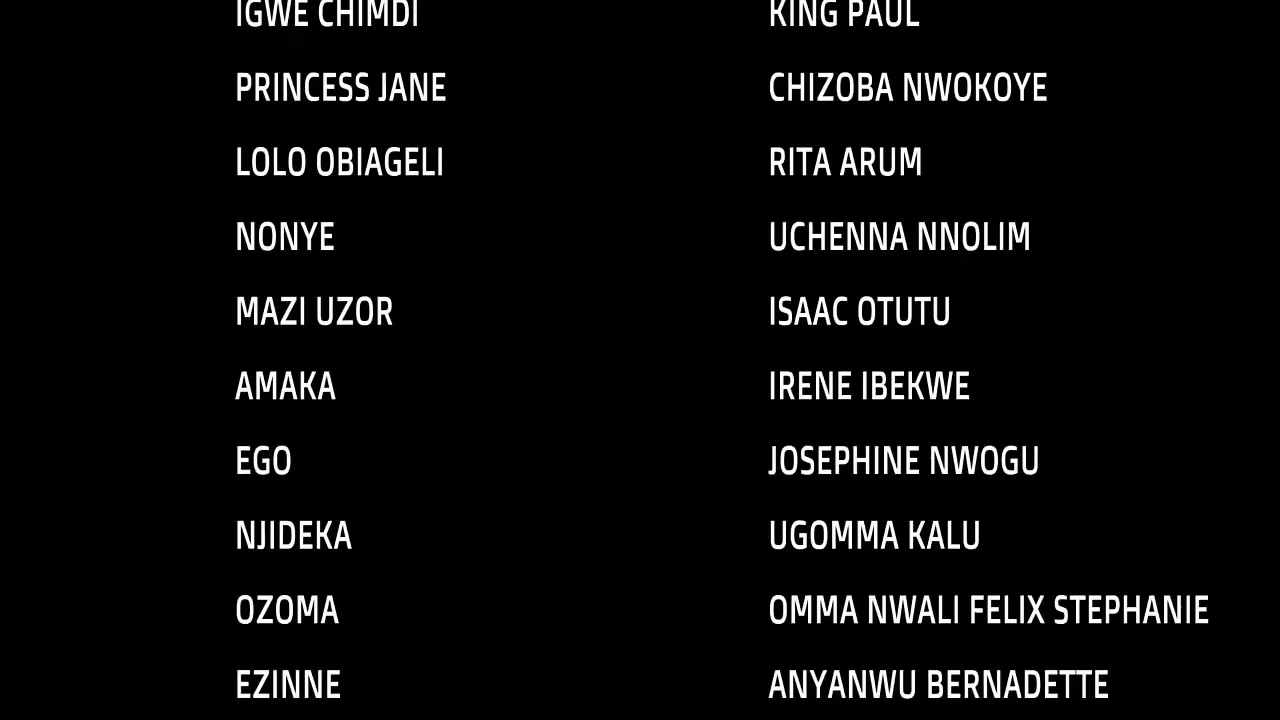 IGWE CHIMDI KING PAUL
PRINCESS JANE CHIZOBA NWOKOYE
LOLO OBIAGELI RITA ARUM
NONYE UCHENNA NNOLIM
MAZI UZOR ISAAC OTUTU
AMAKA IRENE IBEKWE
EGO JOSEPHINE NWOGU
NJIDEKA UGOMMA KALU
OZOMA OMMA NWALI FELIX STEPHANIE
EZINNE ANYANWU BERNADETTE